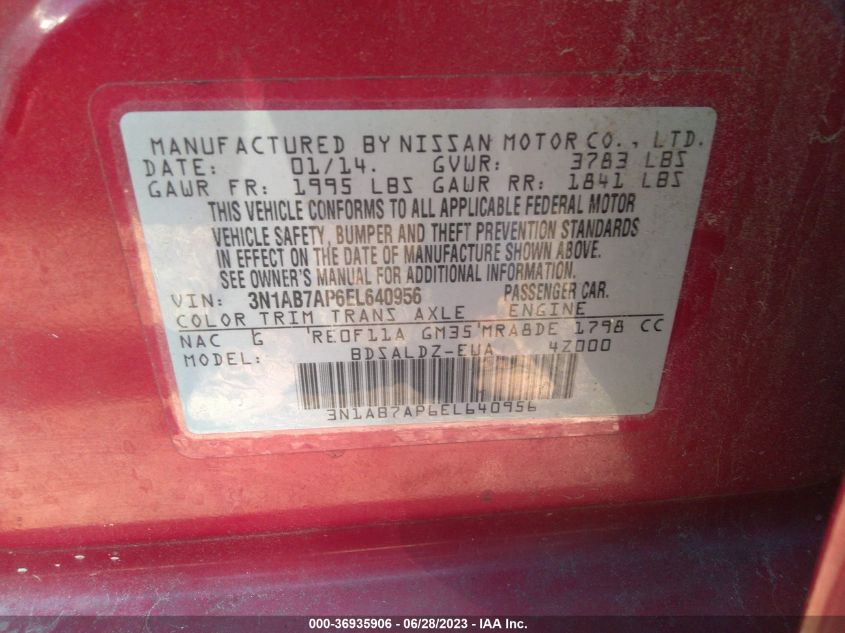 MANUFACTURED BY NISSAN MOTOR CO., LTD.
DATE: 01/14. GVWR: 3783 LBS
GAWR FR: 1995 LBS GAWR RR: 1841 LBS
THIS VEHICLE CONFORMS TO ALL APPLICABLE FEDERAL MOTOR
VEHICLE SAFETY, BUMPER AND THEFT PREVENTION STANDARDS
IN EFFECT ON THE DATE OF MANUFACTURE SHOWN ABOVE.
SEE OWNER'S MANUAL FOR ADDITIONAL INFORMATION.
VIN: 3N1AB7AP6EL640956 PASSENGER CAR.
COLOR TRIM TRANS AXLE ENGINE
NAC G RE0F11A GM35 MRA8DE 1798 CC
MODEL: BDSALDZ-EUA 4Z000
3N1AB7AP6EL640956
000-36935906 - 06/28/2023 - IAA Inc.